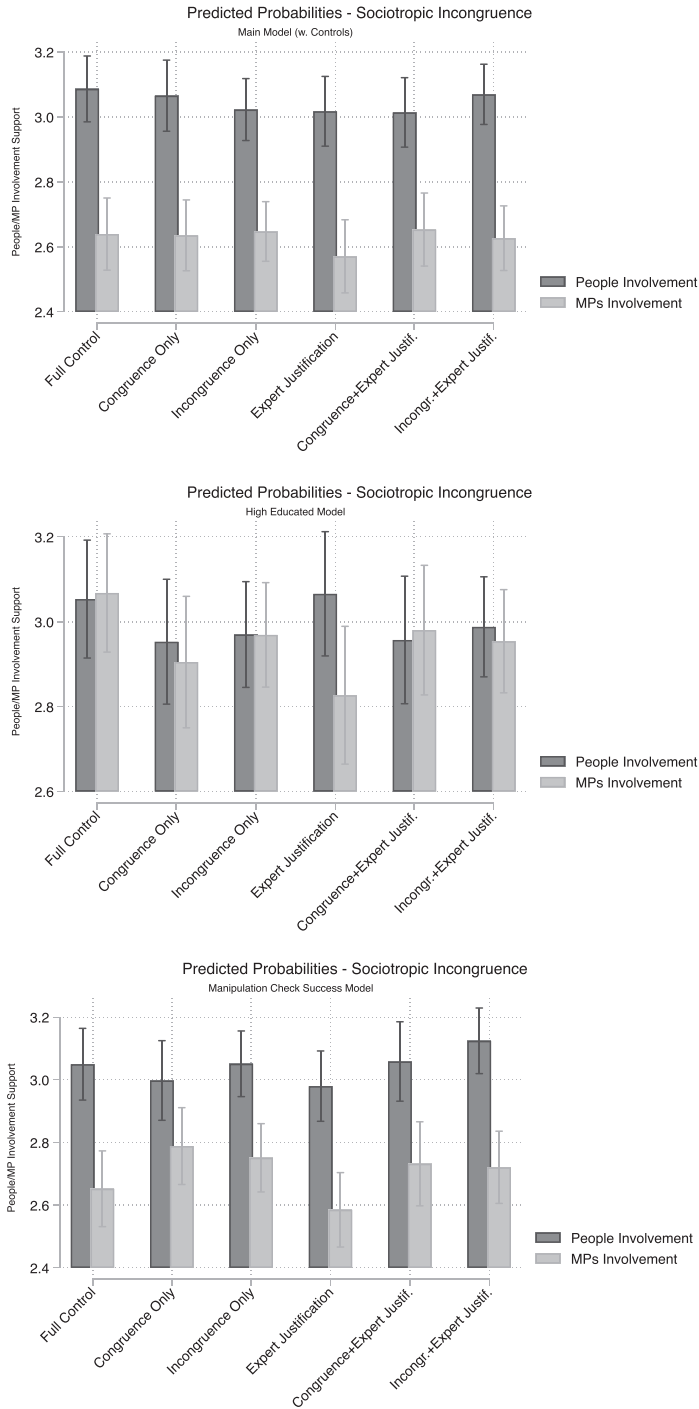 Predicted Probabilities - Sociotropic Incongruence
Main Model (w. Controls)
People/MP Involvement Support
3.2
3.0
2.8
2.6
2.4
Full Control
Congruence Only
Incongruence Only
Expert Justification
Congruence+Expert Justif.
Incongr.+Expert Justif.
People Involvement
MPs Involvement
Predicted Probabilities - Sociotropic Incongruence
High Educated Model
People/MP Involvement Support
3.2
3.0
2.8
2.6
Full Control
Congruence Only
Incongruence Only
Expert Justification
Congruence+Expert Justif.
Incongr.+Expert Justif.
People Involvement
MPs Involvement
Predicted Probabilities - Sociotropic Incongruence
Manipulation Check Success Model
People/MP Involvement Support
3.2
3.0
2.8
2.6
2.4
Full Control
Congruence Only
Incongruence Only
Expert Justification
Congruence+Expert Justif.
Incongr.+Expert Justif.
People Involvement
MPs Involvement